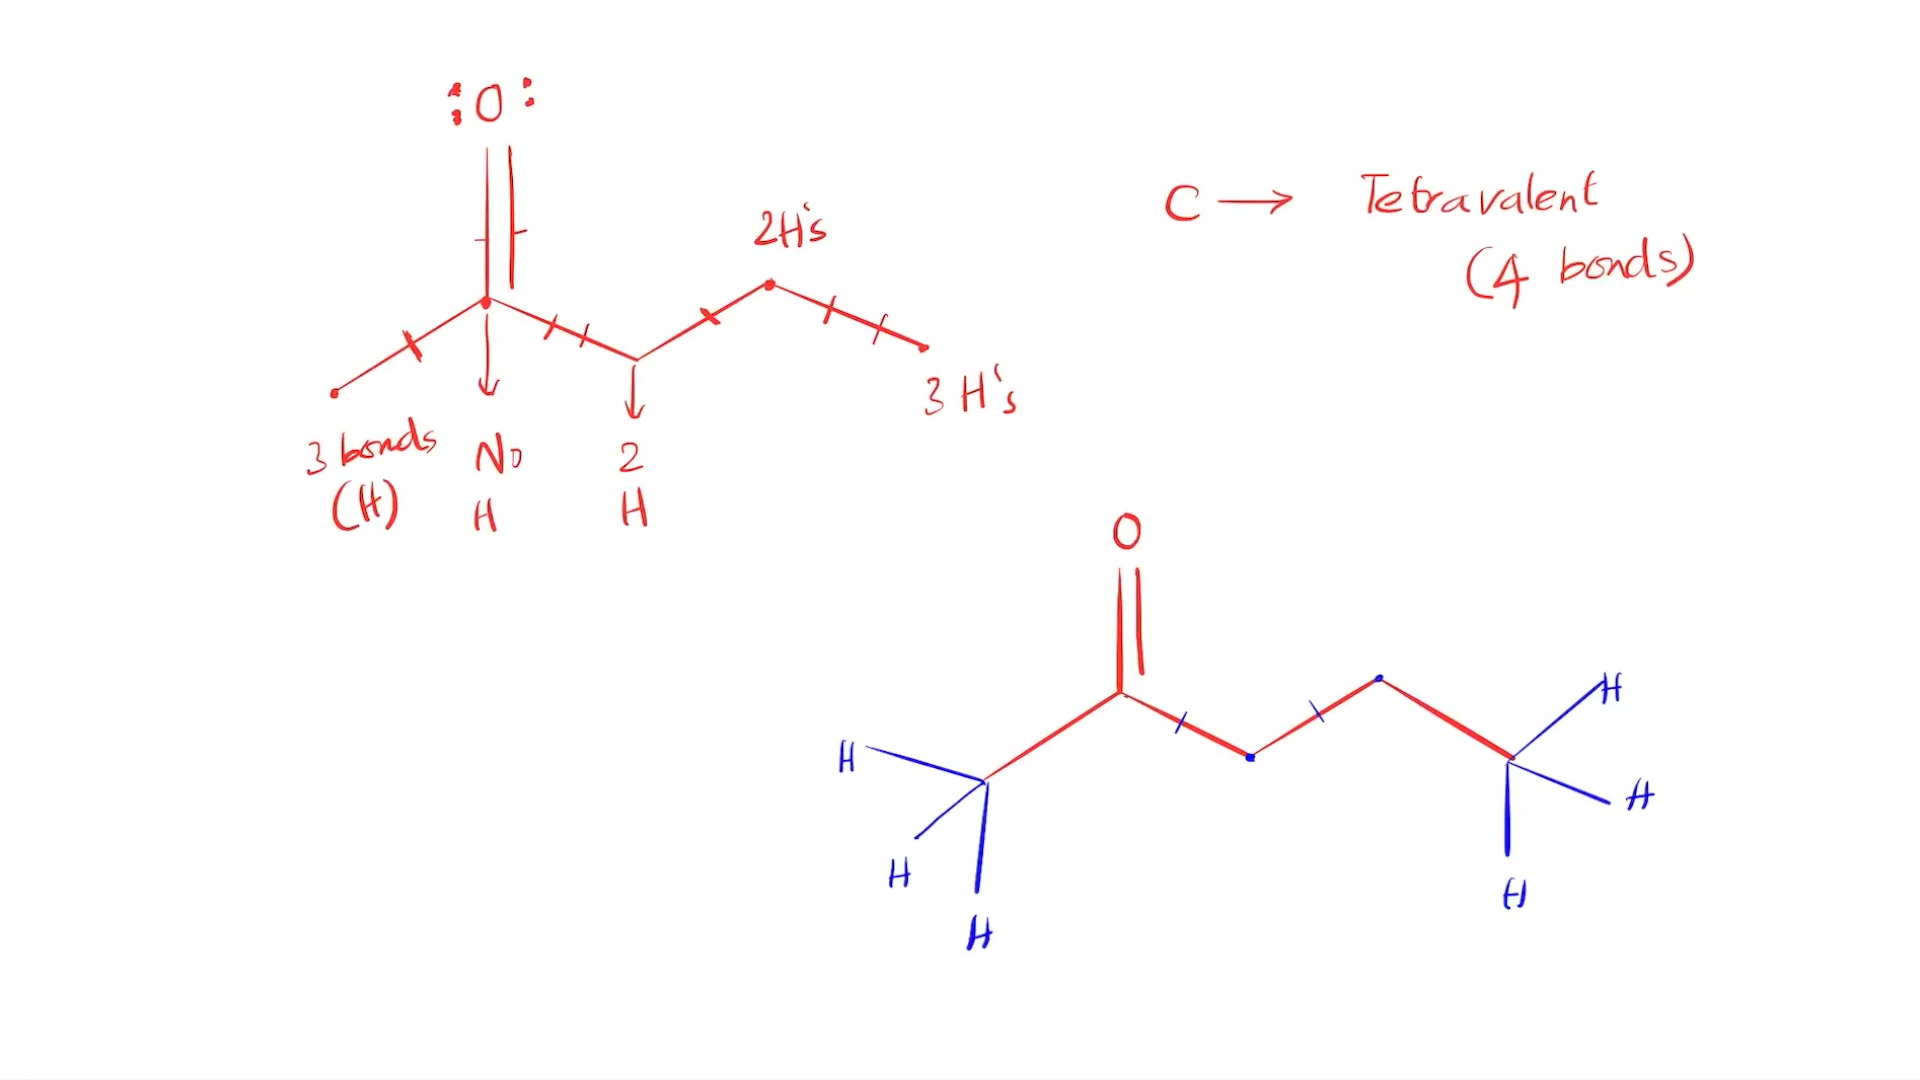 :O:
2H's
C → Tetravalent
(4 bonds)
3 H's
3 bonds
(H)
No
H
2
H
O
H
H
H
H
H
H